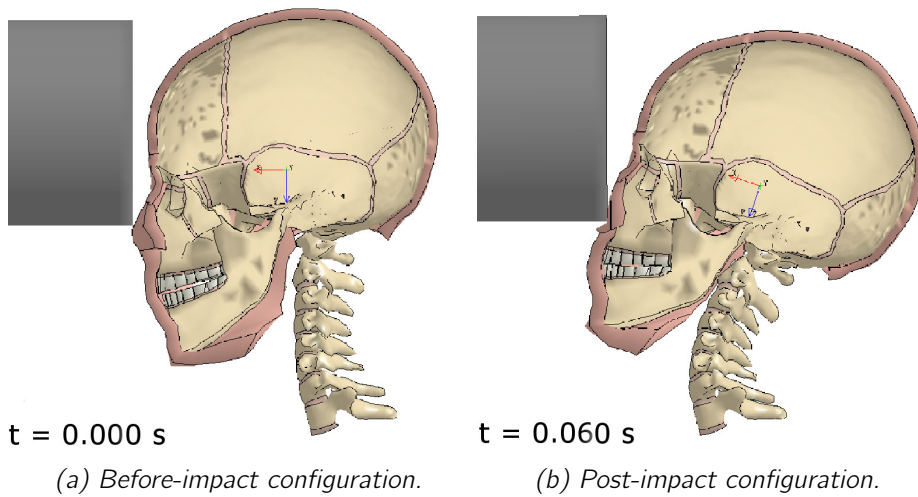 t = 0.000 s
t = 0.060 s
(a) Before-impact configuration.
(b) Post-impact configuration.